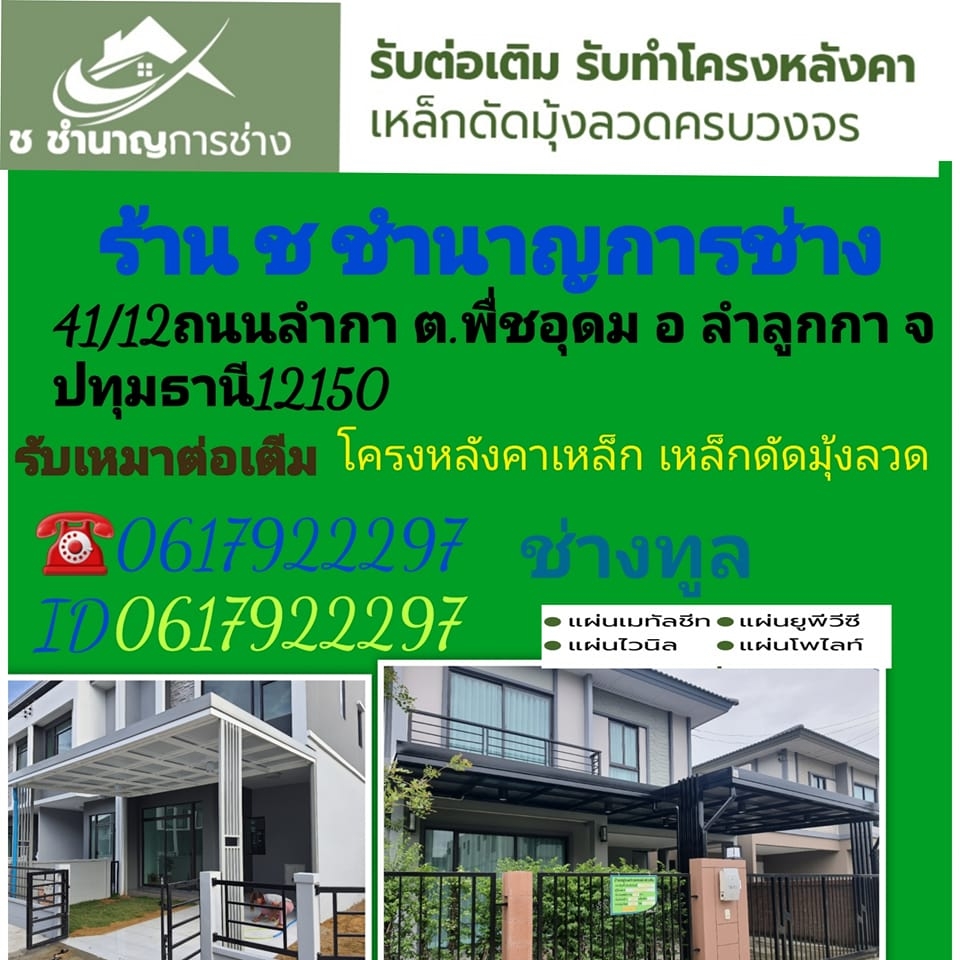 ช ชำนาญการช่าง
รับต่อเติม รับทำโครงหลังคา
เหล็กดัดมุ้งลวดครบวงจร
ร้าน ช ชำนาญการช่าง
41/12ถนนลำกา ต.พื่ชอุดม อ ลำลูกกา จ
ปทุมธานี12150
รับเหมาต่อเตีม โครงหลังคาเหล็ก เหล็กดัดมุ้งลวด
☎0617922297 ช่างทูล
ID0617922297
● แผ่นเมทัลชีท ● แผ่นยูพีวีซี
● แผ่นไวนิล ● แผ่นโพไลท์